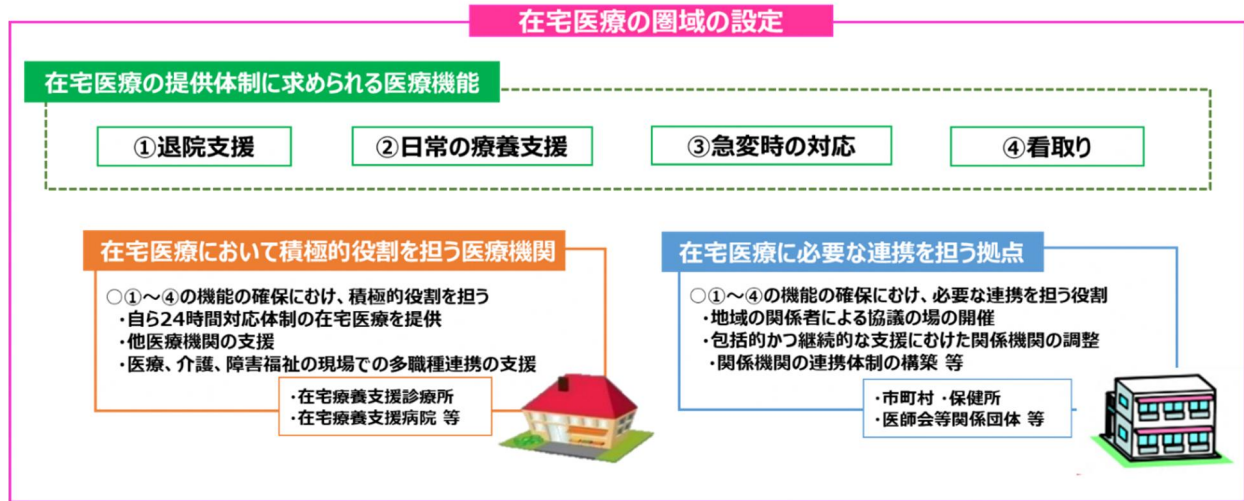 在宅医療の圏域の設定
在宅医療の提供体制に求められる医療機能
①退院支援
②日常の療養支援
③急変時の対応
④看取り
在宅医療において積極的役割を担う医療機関
○①～④の機能の確保にむけ、積極的役割を担う
・自ら24時間対応体制の在宅医療を提供
・他医療機関の支援
・医療、介護、障害福祉の現場での多職種連携の支援
・在宅療養支援診療所
・在宅療養支援病院 等
在宅医療に必要な連携を担う拠点
○①～④の機能の確保にむけ、必要な連携を担う役割
・地域の関係者による協議の場の開催
・包括的かつ継続的な支援にむけた関係機関の調整
・関係機関の連携体制の構築 等
・市町村 ・保健所
・医師会等関係団体 等